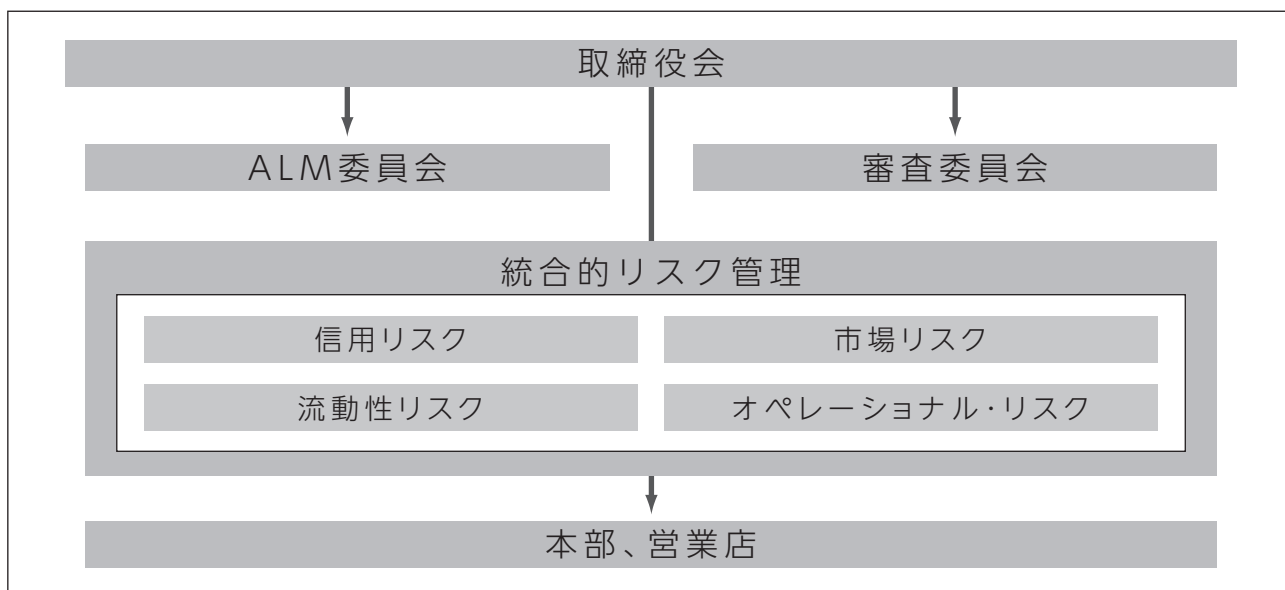 取締役会
ALM委員会
審査委員会
統合的リスク管理
信用リスク
市場リスク
流動性リスク
オペレーショナル・リスク
本部、営業店